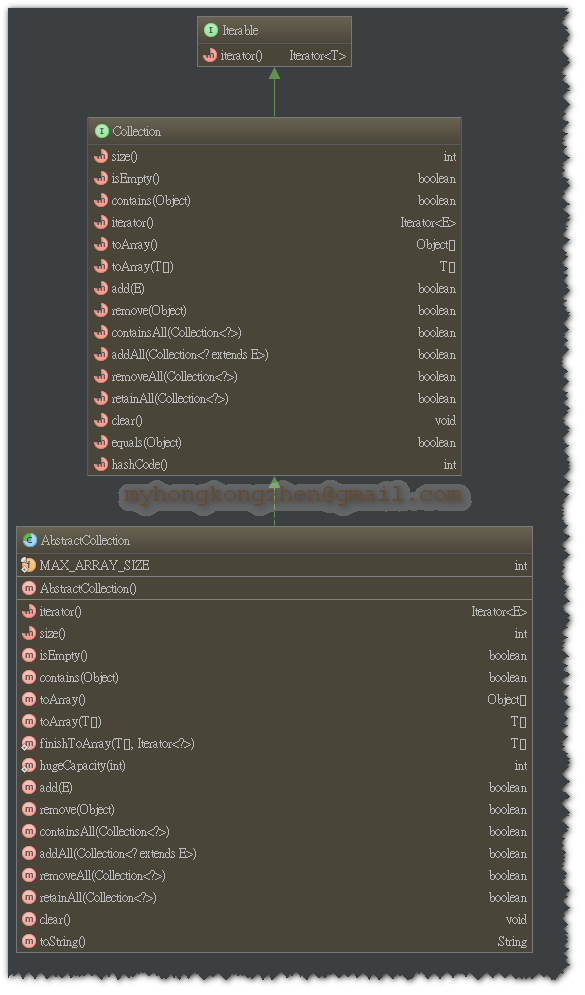 Iterable
iterator() Iterator<T>
Collection
size() int
isEmpty() boolean
contains(Object) boolean
iterator() Iterator<E>
toArray() Object[]
toArray(T[]) T[]
add(E) boolean
remove(Object) boolean
containsAll(Collection<?>) boolean
addAll(Collection<? extends E>) boolean
removeAll(Collection<?>) boolean
retainAll(Collection<?>) boolean
clear() void
equals(Object) boolean
hashCode() int
myhongkongzhen@gmail.com
AbstractCollection
MAX_ARRAY_SIZE int
AbstractCollection()
iterator() Iterator<E>
size() int
isEmpty() boolean
contains(Object) boolean
toArray() Object[]
toArray(T[]) T[]
finishToArray(T[], Iterator<?>) T[]
hugeCapacity(int) int
add(E) boolean
remove(Object) boolean
containsAll(Collection<?>) boolean
addAll(Collection<? extends E>) boolean
removeAll(Collection<?>) boolean
retainAll(Collection<?>) boolean
clear() void
toString() String